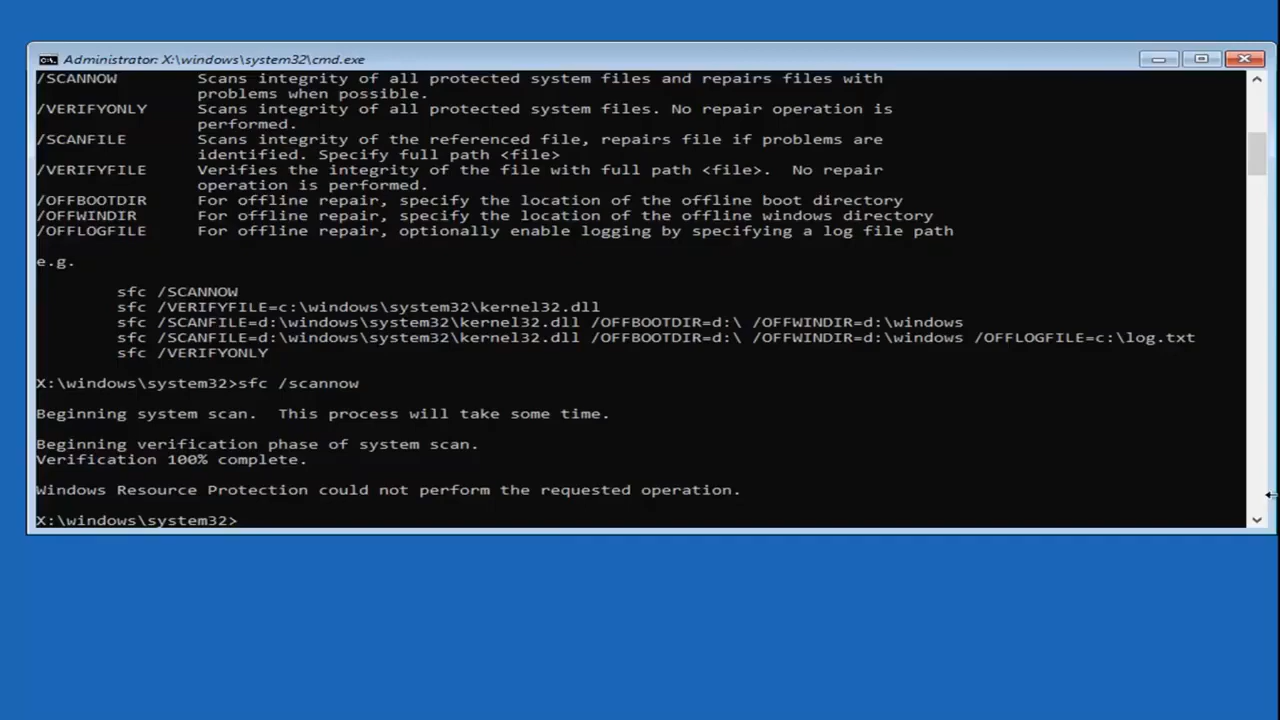 Administrator: X:\windows\system32\cmd.exe
/SCANNOW        Scans integrity of all protected system files and repairs files with
                problems when possible.
/VERIFYONLY     Scans integrity of all protected system files. No repair operation is
                performed.
/SCANFILE       Scans integrity of the referenced file, repairs file if problems are
                identified. Specify full path <file>
/VERIFYFILE     Verifies the integrity of the file with full path <file>.  No repair
                operation is performed.
/OFFBOOTDIR     For offline repair, specify the location of the offline boot directory
/OFFWINDIR      For offline repair, specify the location of the offline windows directory
/OFFLOGFILE     For offline repair, optionally enable logging by specifying a log file path
e.g.
        sfc /SCANNOW
        sfc /VERIFYFILE=c:\windows\system32\kernel32.dll
        sfc /SCANFILE=d:\windows\system32\kernel32.dll /OFFBOOTDIR=d:\ /OFFWINDIR=d:\windows
        sfc /SCANFILE=d:\windows\system32\kernel32.dll /OFFBOOTDIR=d:\ /OFFWINDIR=d:\windows /OFFLOGFILE=c:\log.txt
        sfc /VERIFYONLY
X:\windows\system32>sfc /scannow
Beginning system scan.  This process will take some time.
Beginning verification phase of system scan.
Verification 100% complete.
Windows Resource Protection could not perform the requested operation.
X:\windows\system32>